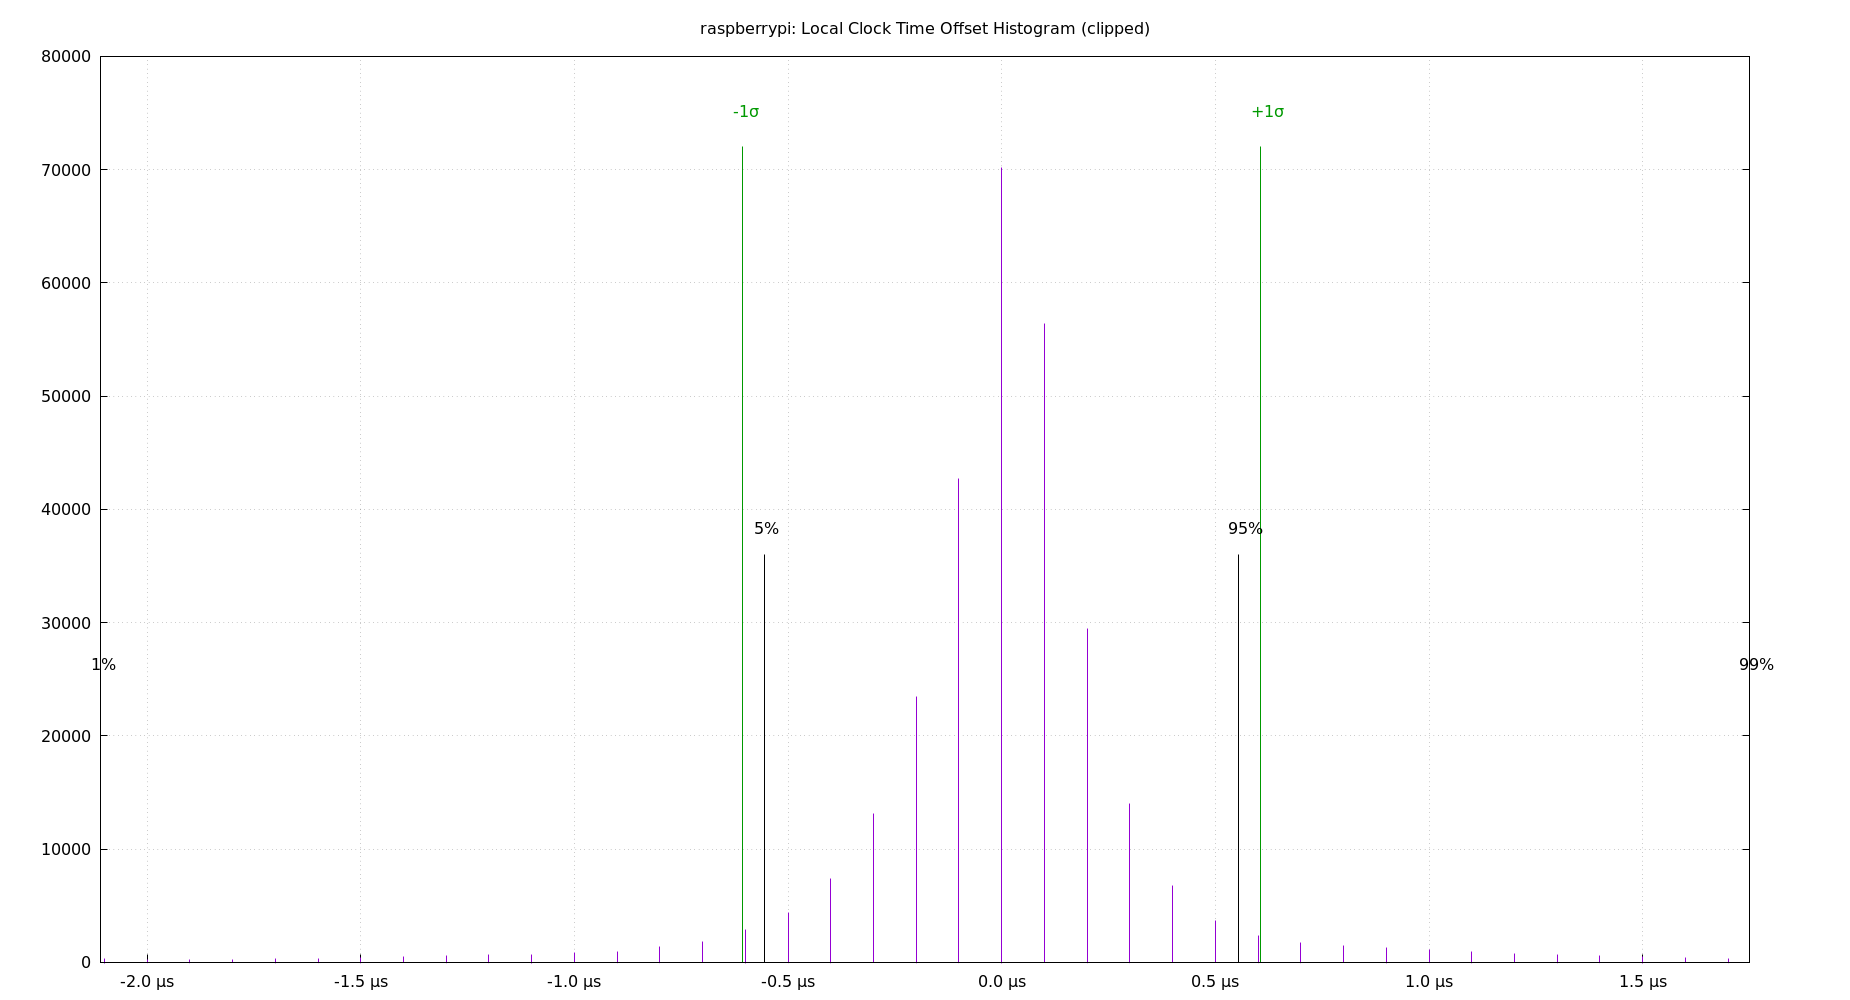 raspberrypi: Local Clock Time Offset Histogram (clipped)
80000
-1σ
+1σ
70000
60000
50000
40000
5%
95%
30000
1%
99%
20000
10000
0
-2.0 µs
-1.5 µs
-1.0 µs
-0.5 µs
0.0 µs
0.5 µs
1.0 µs
1.5 µs